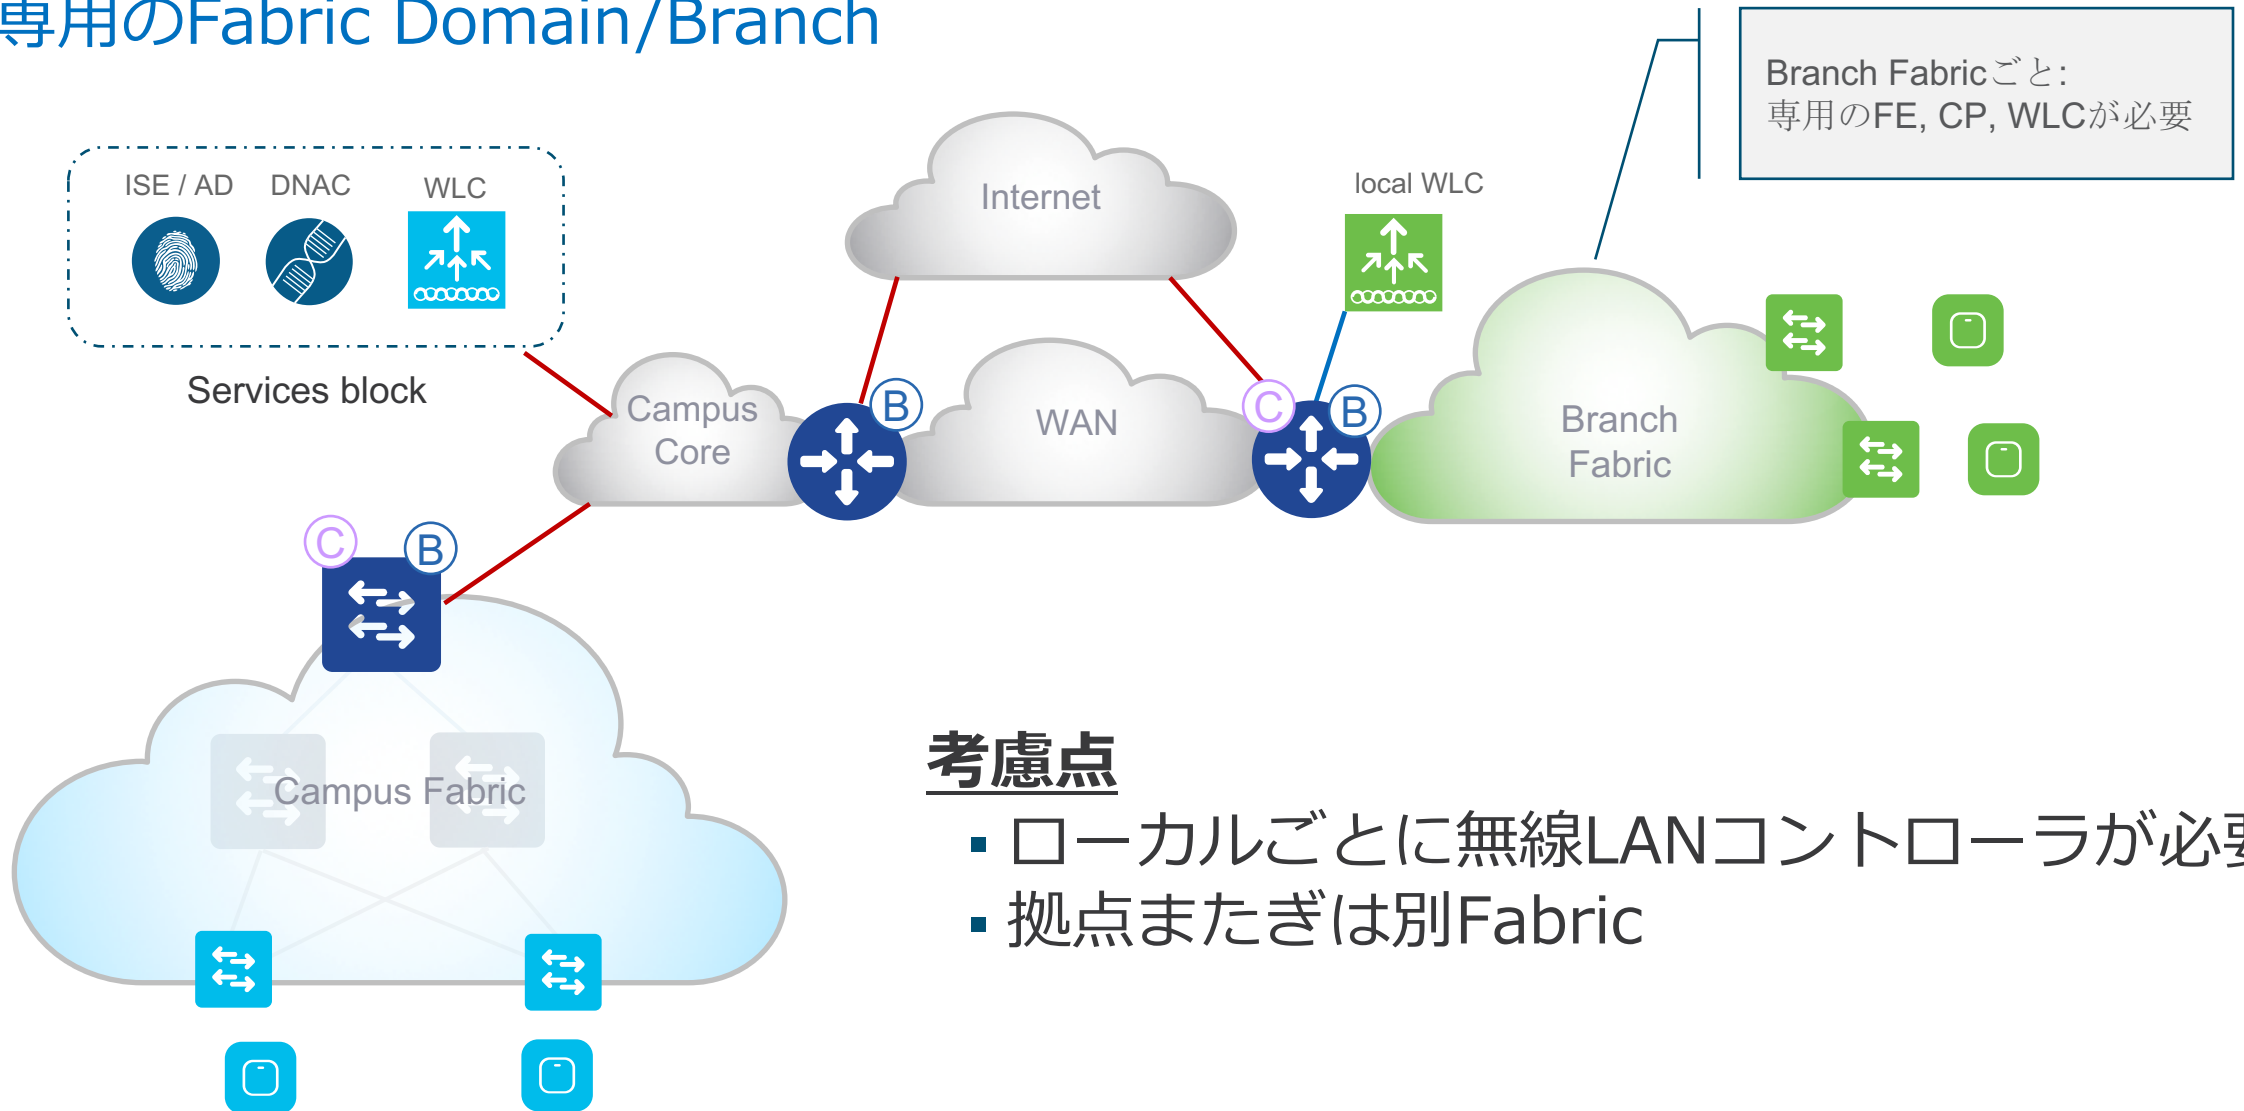 専用のFabric Domain/Branch
Branch Fabricごと:
専用のFE, CP, WLCが必要
ISE / AD
DNAC
WLC
Services block
Internet
local WLC
Campus
Core
B
WAN
C
B
Branch
Fabric
C
B
Campus Fabric
考慮点
▪ ローカルごとに無線LANコントローラが必要
▪ 拠点またぎは別Fabric